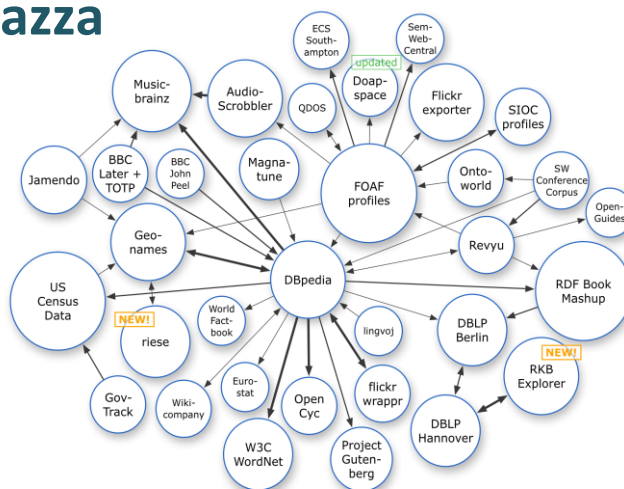 azza
ECS
South-
ampton
Sem-
Web-
Central
updated
Doap-
space
Music-
brainz
Audio-
Scrobbler
QDOS
Flickr
exporter
SIOC
profiles
Jamendo
BBC
Later +
TOTP
BBC
John
Peel
Magna-
tune
FOAF
profiles
Onto-
world
SW
Conference
Corpus
Open-
Guides
Geo-
names
Revyu
US
Census
Data
DBpedia
RDF Book
Mashup
NEW!
riese
World
Fact-
book
lingvoj
DBLP
Berlin
NEW!
RKB
Explorer
Gov-
Track
Wiki-
company
Euro-
stat
Open
Cyc
flickr
wrappr
DBLP
Hannover
W3C
WordNet
Project
Guten-
berg